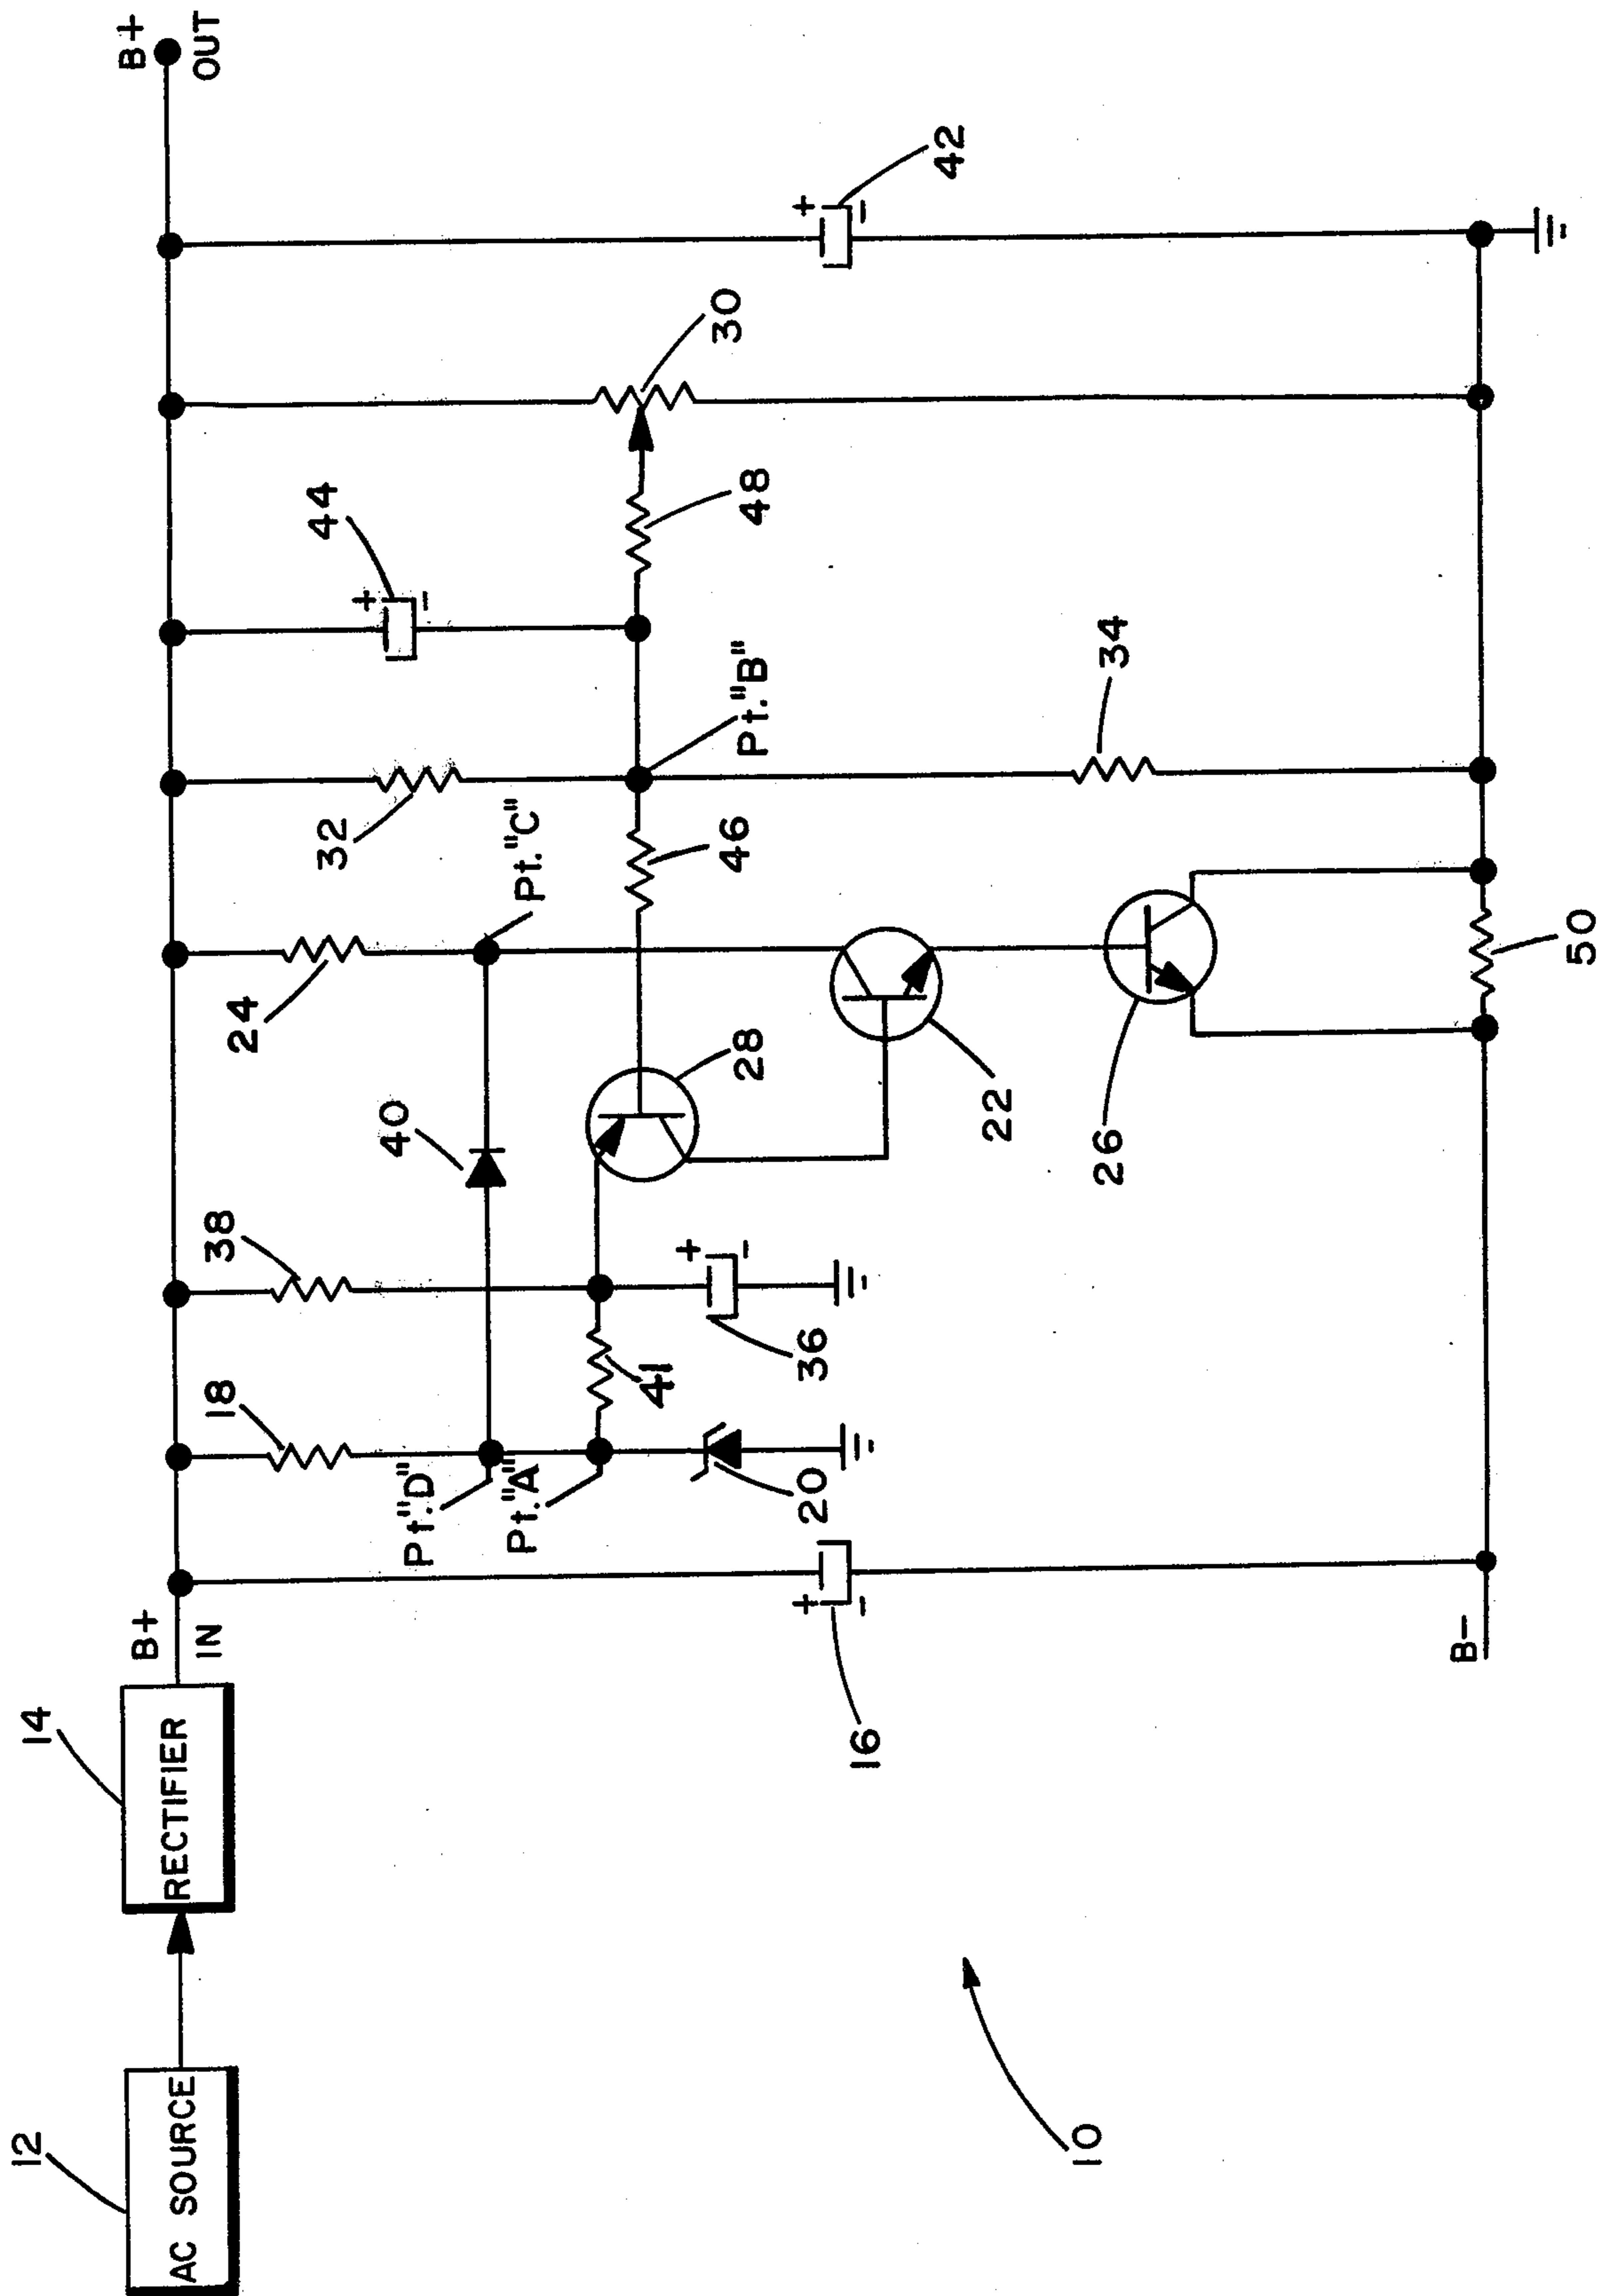 12
AC SOURCE
14
RECTIFIER
B+
IN
B+
OUT
18
38
24
32
44
40
Pt. "C"
Pt. "D"
Pt. "A"
41
28
46
Pt. "B"
48
30
+
-
42
+
-
16
+
-
36
+
-
+
-
20
22
26
34
50
B-
10